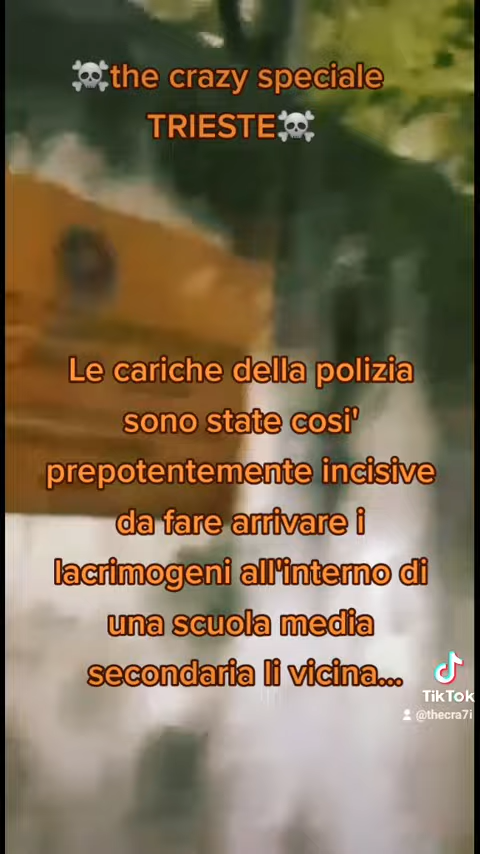 ☠the crazy speciale
TRIESTE☠
Le cariche della polizia
sono state cosi'
prepotentemente incisive
da fare arrivare i
lacrimogeni all'interno di
una scuola media
secondaria li vicina...
TikTok
@thecra7i